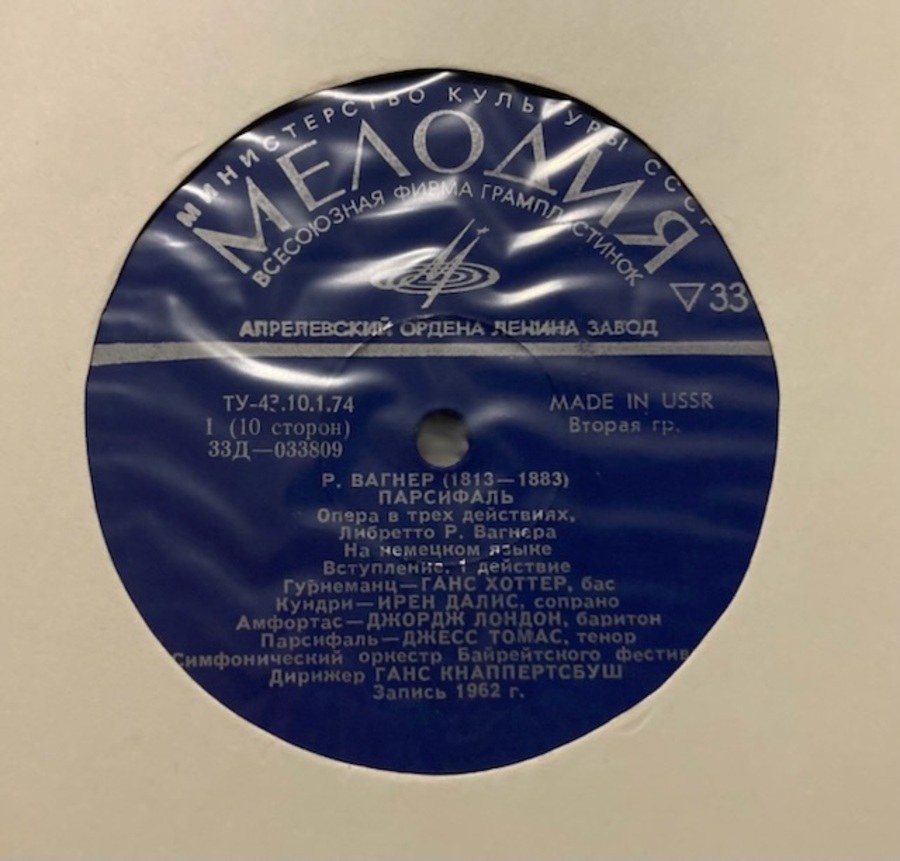 МИНИСТЕРСТВО КУЛЬТУРЫ СССР
МЕЛОДИЯ
ВСЕСОЮЗНАЯ ФИРМА ГРАМПЛАСТИНОК
▽33
АПРЕЛЕВСКИЙ ОРДЕНА ЛЕНИНА ЗАВОД
ТУ-43.10.1.74
MADE IN USSR
1 (10 сторон)
Вторая гр.
33Д—033809
Р. ВАГНЕР (1813—1883)
ПАРСИФАЛЬ
Опера в трех действиях.
Либретто Р. Вагнера
На немецком языке
Вступление. 1 действие
Гурнеманц—ГАНС ХОТТЕР, бас
Кундри—ИРЕН ДАЛИС, сопрано
Амфортас—ДЖОРДЖ ЛОНДОН, баритон
Парсифаль—ДЖЕСС ТОМАС, тенор
Симфонический оркестр Байрейтского фестив
Дирижер ГАНС КНАППЕРТСБУШ
Запись 1962 г.